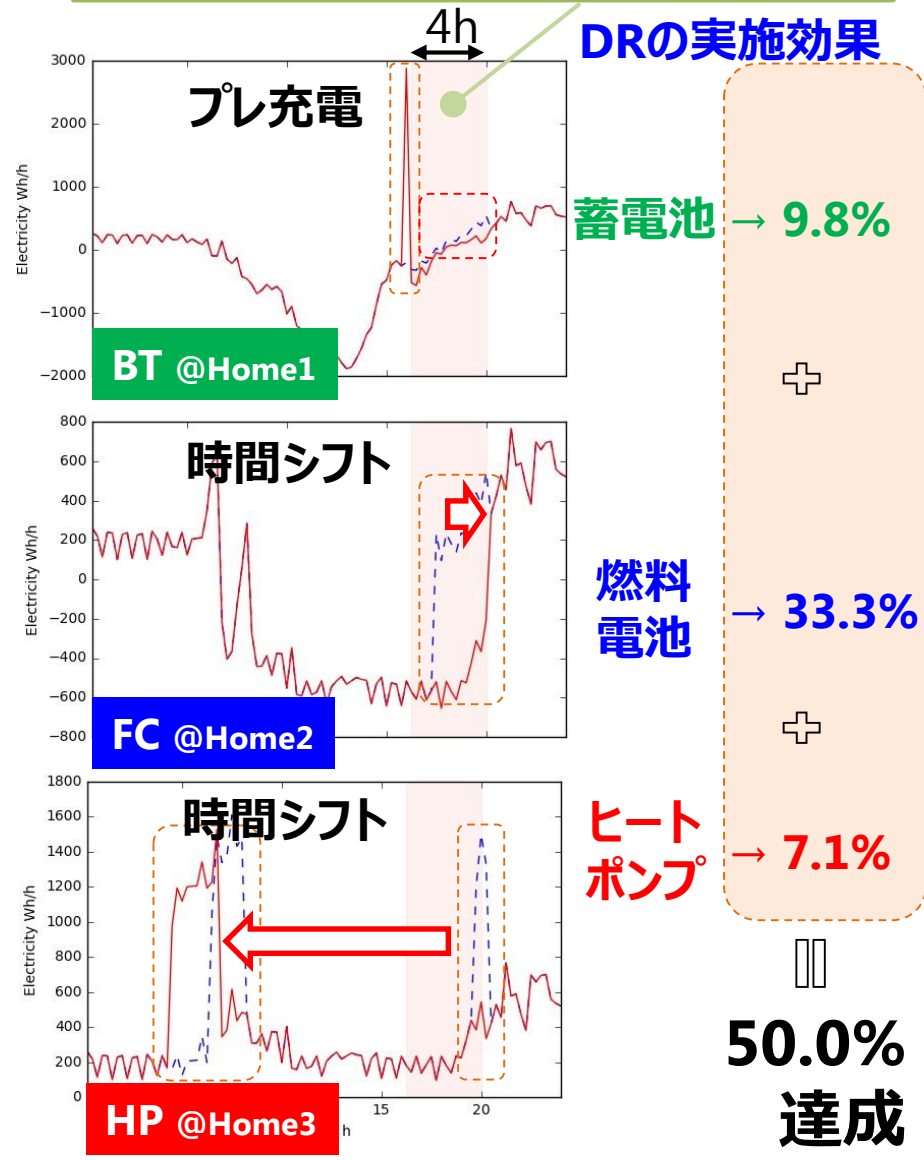 4h
DRの実施効果
3000
プレ充電
2000
1000
0
−1000
−2000
Electricity Wh/h
BT @Home1
蓄電池 → 9.8%
800
時間シフト
600
400
200
0
−200
−400
−600
−800
Electricity Wh/h
FC @Home2
燃料
電池
→ 33.3%
1800
時間シフト
1600
1400
1200
1000
800
600
400
200
0
Electricity Wh/h
HP @Home3
15
20
h
ヒート
ポンプ
→ 7.1%
50.0%
達成